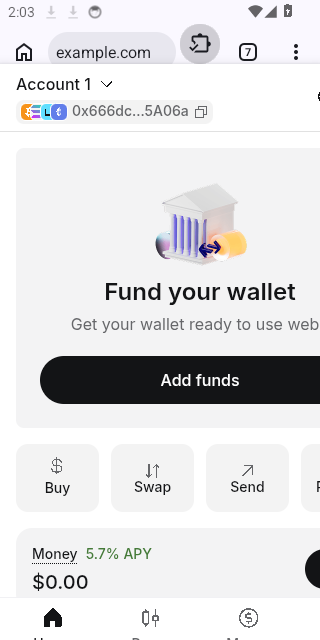 2:03
example.com
7
Account 1
0x666dc...5A06a
Fund your wallet
Get your wallet ready to use web
Add funds
Buy
Swap
Send
Money 5.7% APY
$0.00